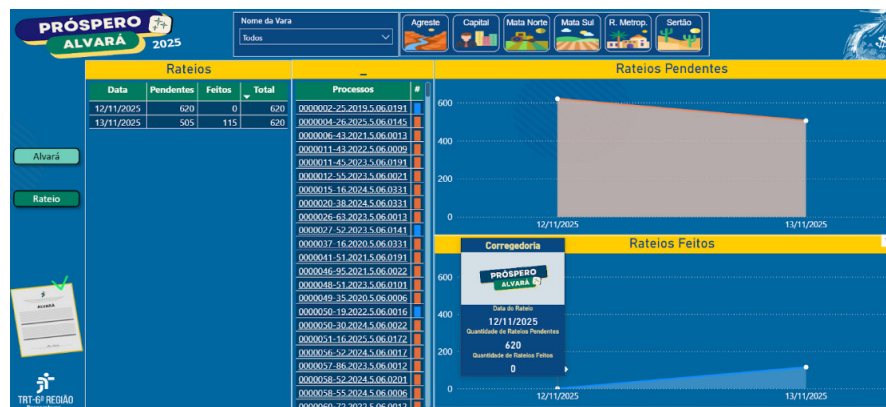 PRÓSPERO
ALVARÁ 2025
Nome da Vara
Todos
Agreste
Capital
Mata Norte
Mata Sul
R. Metrop.
Sertão
Rateios
Data Pendentes Feitos Total
12/11/2025 620 0 620
13/11/2025 505 115 620
Alvará
Rateio
ALVARÁ
TRT-6ª REGIÃO
_
Processos #
0000002-25.2019.5.06.0191
0000004-26.2025.5.06.0145
0000006-43.2021.5.06.0013
0000011-43.2022.5.06.0009
0000011-45.2023.5.06.0191
0000012-55.2023.5.06.0021
0000015-16.2024.5.06.0331
0000020-38.2024.5.06.0331
0000026-63.2023.5.06.0013
0000027-52.2023.5.06.0141
0000037-16.2020.5.06.0331
0000041-51.2021.5.06.0191
0000046-95.2021.5.06.0022
0000048-51.2023.5.06.0101
0000049-35.2020.5.06.0006
0000050-19.2022.5.06.0016
0000050-30.2024.5.06.0022
0000051-16.2025.5.06.0172
0000056-52.2024.5.06.0017
0000057-86.2023.5.06.0012
0000058-52.2024.5.06.0201
0000058-55.2024.5.06.0006
0000060-72.2022.5.06.0012
Rateios Pendentes
600
400
200
0
12/11/2025 13/11/2025
Rateios Feitos
600
400
200
0
12/11/2025 13/11/2025
Corregedoria
PRÓSPERO
ALVARÁ
Data do Rateio
12/11/2025
Quantidade de Rateios Pendentes
620
Quantidade de Rateios Feitos
0